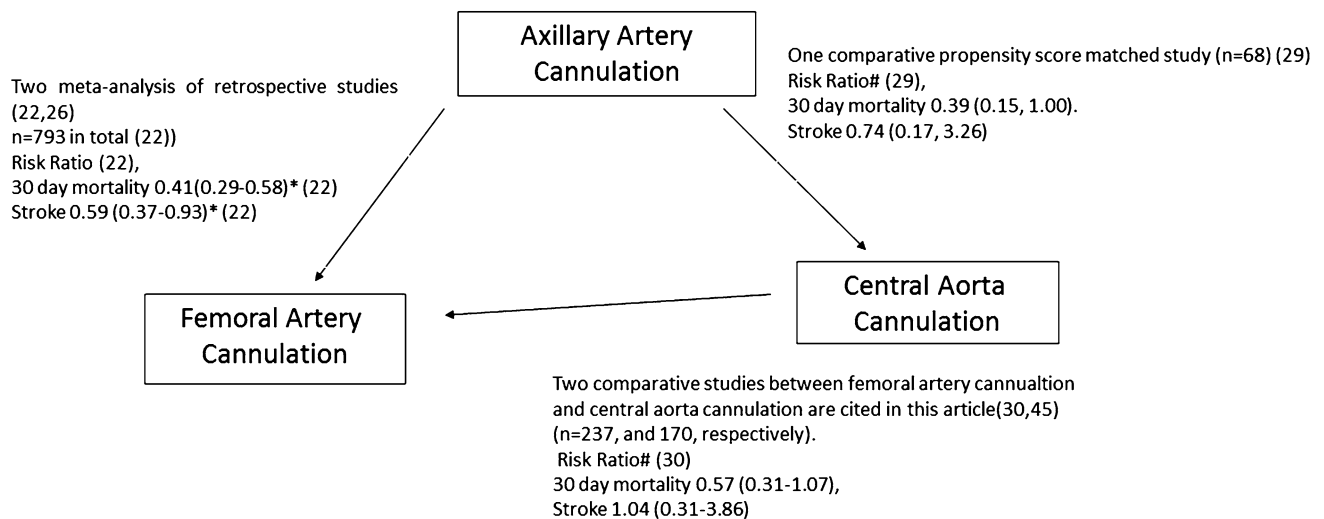 Axillary Artery
Cannulation
Two meta-analysis of retrospective studies
(22,26)
n=793 in total (22))
Risk Ratio (22),
30 day mortality 0.41(0.29-0.58)* (22)
Stroke 0.59 (0.37-0.93)* (22)
One comparative propensity score matched study (n=68) (29)
Risk Ratio# (29),
30 day mortality 0.39 (0.15, 1.00).
Stroke 0.74 (0.17, 3.26)
Femoral Artery
Cannulation
Central Aorta
Cannulation
Two comparative studies between femoral artery cannualtion
and central aorta cannulation are cited in this article(30,45)
(n=237, and 170, respectively).
Risk Ratio# (30)
30 day mortality 0.57 (0.31-1.07),
Stroke 1.04 (0.31-3.86)